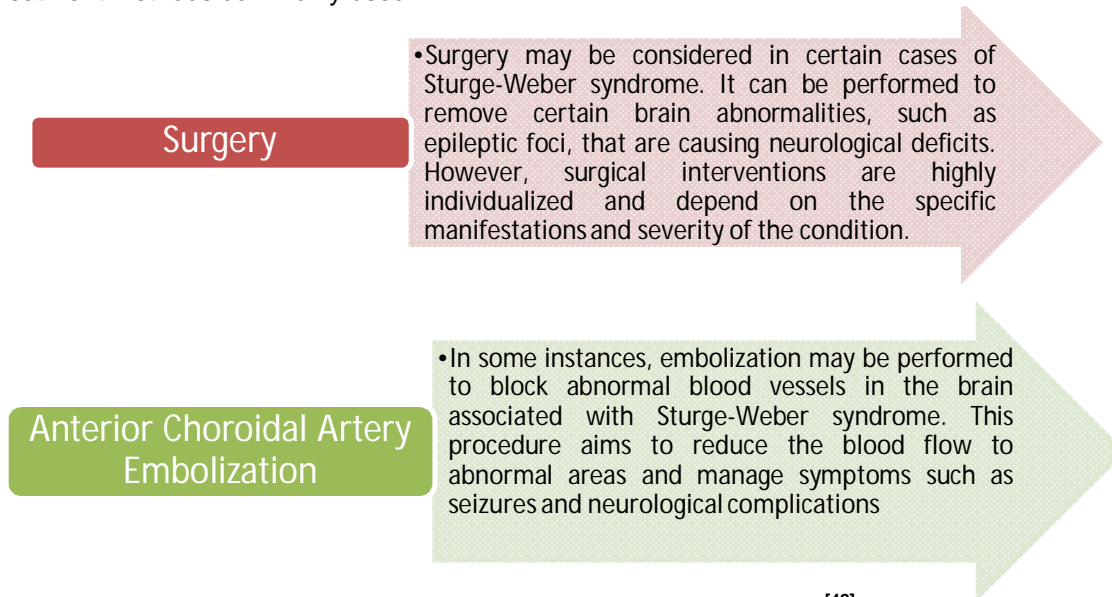 Surgery
•Surgery may be considered in certain cases of
Sturge-Weber syndrome. It can be performed to
remove certain brain abnormalities, such as
epileptic foci, that are causing neurological deficits.
However, surgical interventions are highly
individualized and depend on the specific
manifestations and severity of the condition.
Anterior Choroidal Artery
Embolization
•In some instances, embolization may be performed
to block abnormal blood vessels in the brain
associated with Sturge-Weber syndrome. This
procedure aims to reduce the blood flow to
abnormal areas and manage symptoms such as
seizures and neurological complications